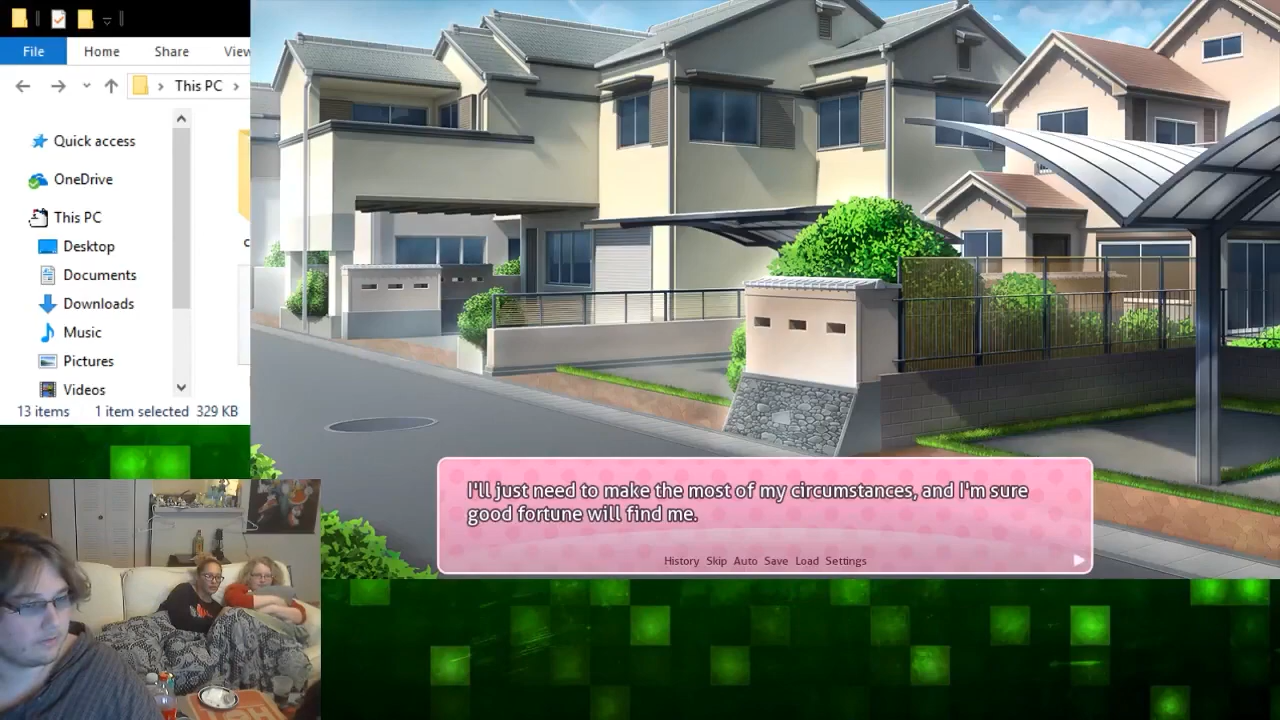 File Home Share View
This PC
Quick access
OneDrive
This PC
Desktop
Documents
Downloads
Music
Pictures
Videos
13 items 1 item selected 329 KB
I'll just need to make the most of my circumstances, and I'm sure
good fortune will find me.
History Skip Auto Save Load Settings